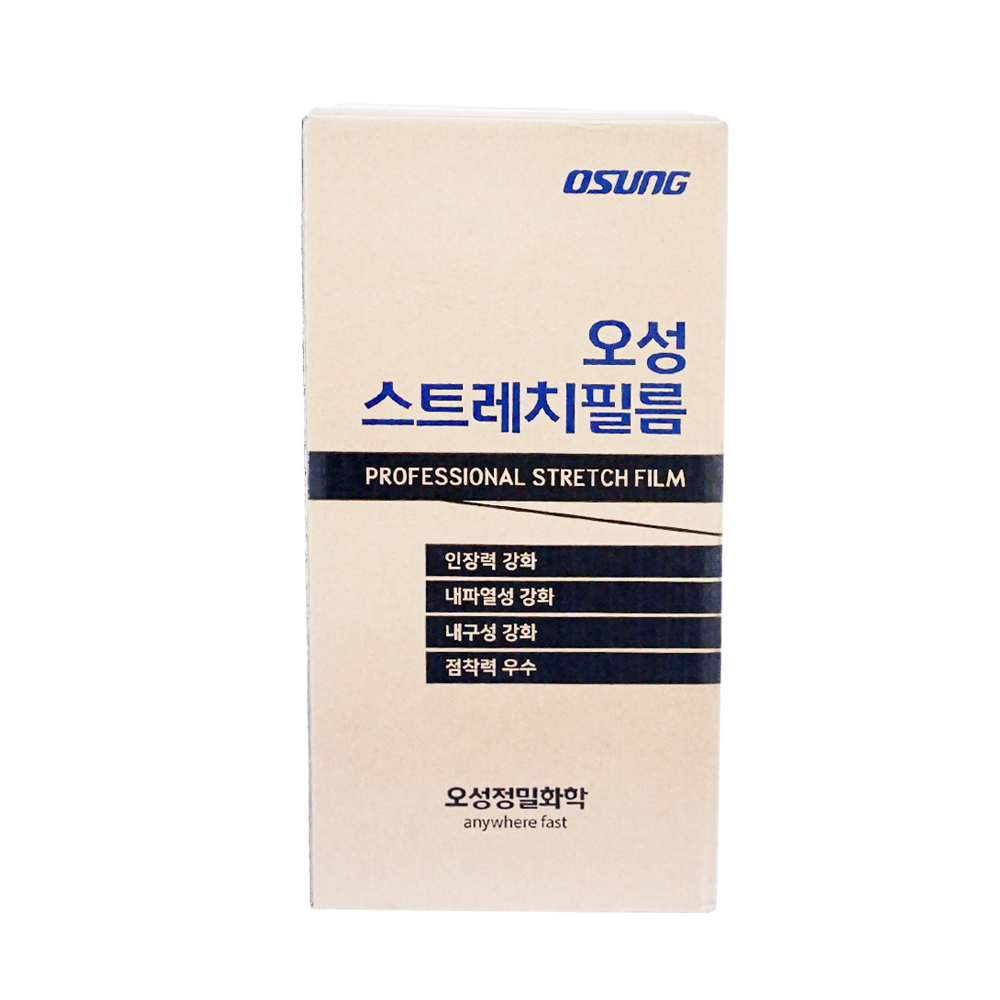 OSUNG
오성
스트레치필름
PROFESSIONAL STRETCH FILM
인장력 강화
내파열성 강화
내구성 강화
점착력 우수
오성정밀화학
anywhere fast